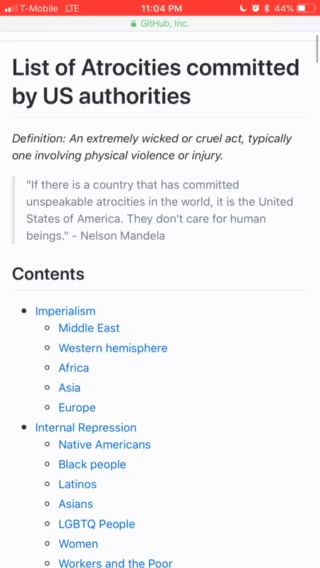 T-Mobile LTE 11:04 PM 44%
GitHub, Inc.
List of Atrocities committed
by US authorities
Definition: An extremely wicked or cruel act, typically
one involving physical violence or injury.
"If there is a country that has committed
unspeakable atrocities in the world, it is the United
States of America. They don't care for human
beings." - Nelson Mandela
Contents
Imperialism
Middle East
Western hemisphere
Africa
Asia
Europe
Internal Repression
Native Americans
Black people
Latinos
Asians
LGBTQ People
Women
Workers and the Poor